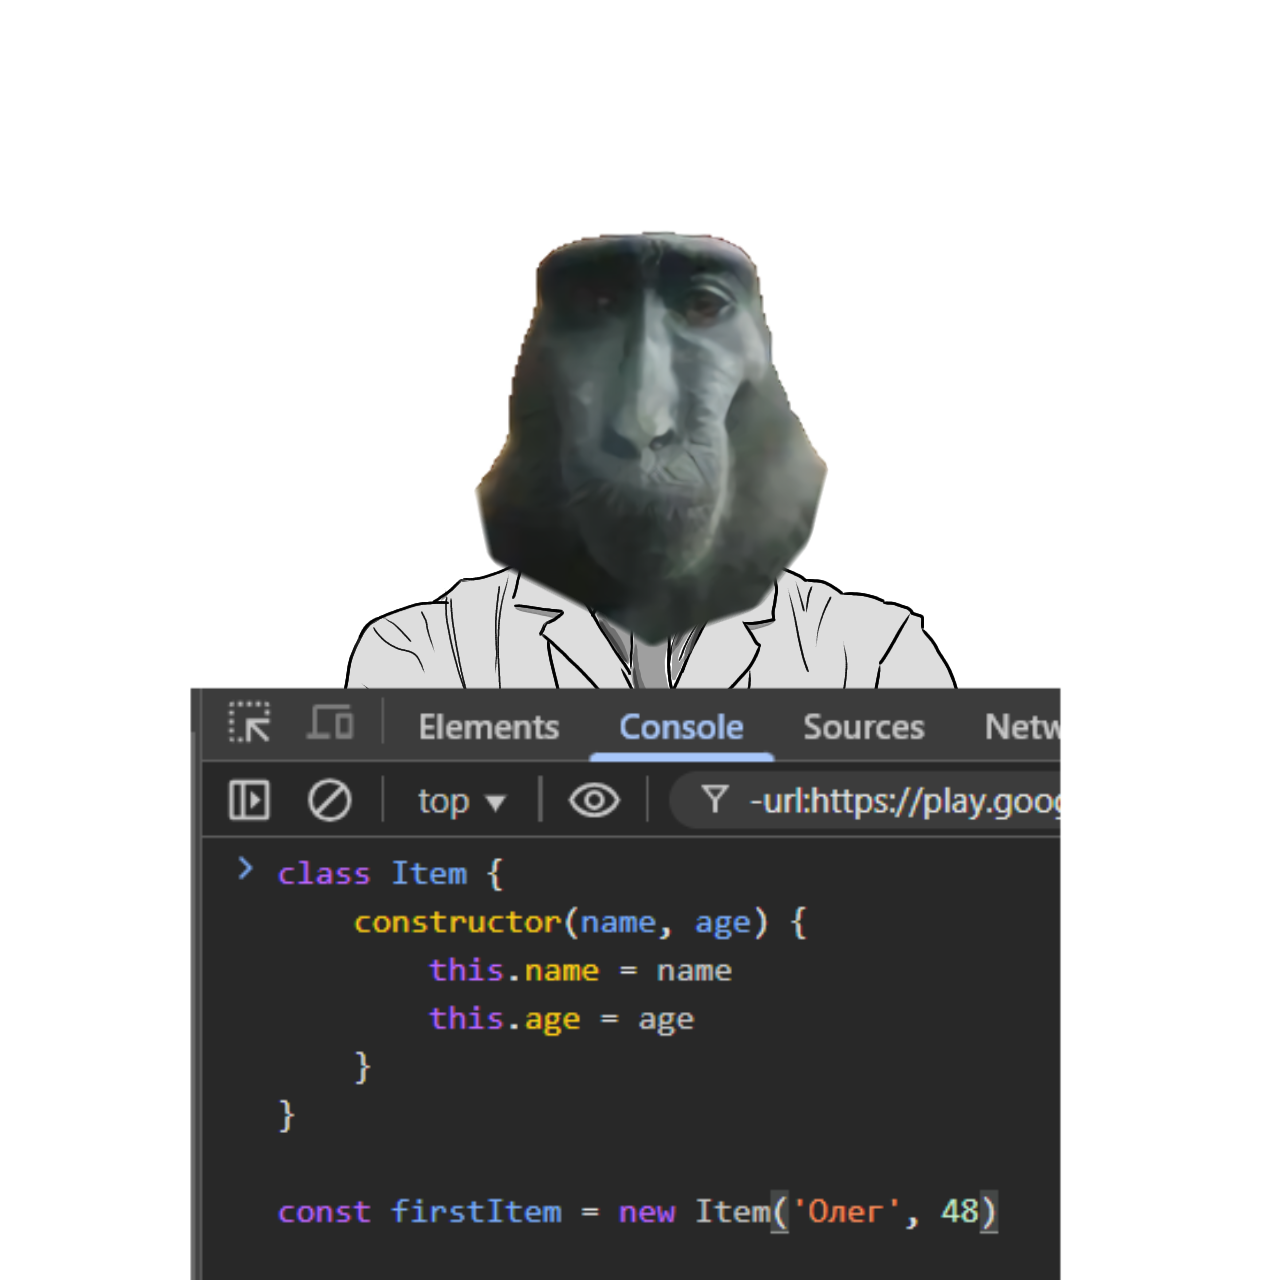 Elements Console Sources Netw
top -url:https://play.goog
class Item {
    constructor(name, age) {
        this.name = name
        this.age = age
    }
}
const firstItem = new Item('Олег', 48)